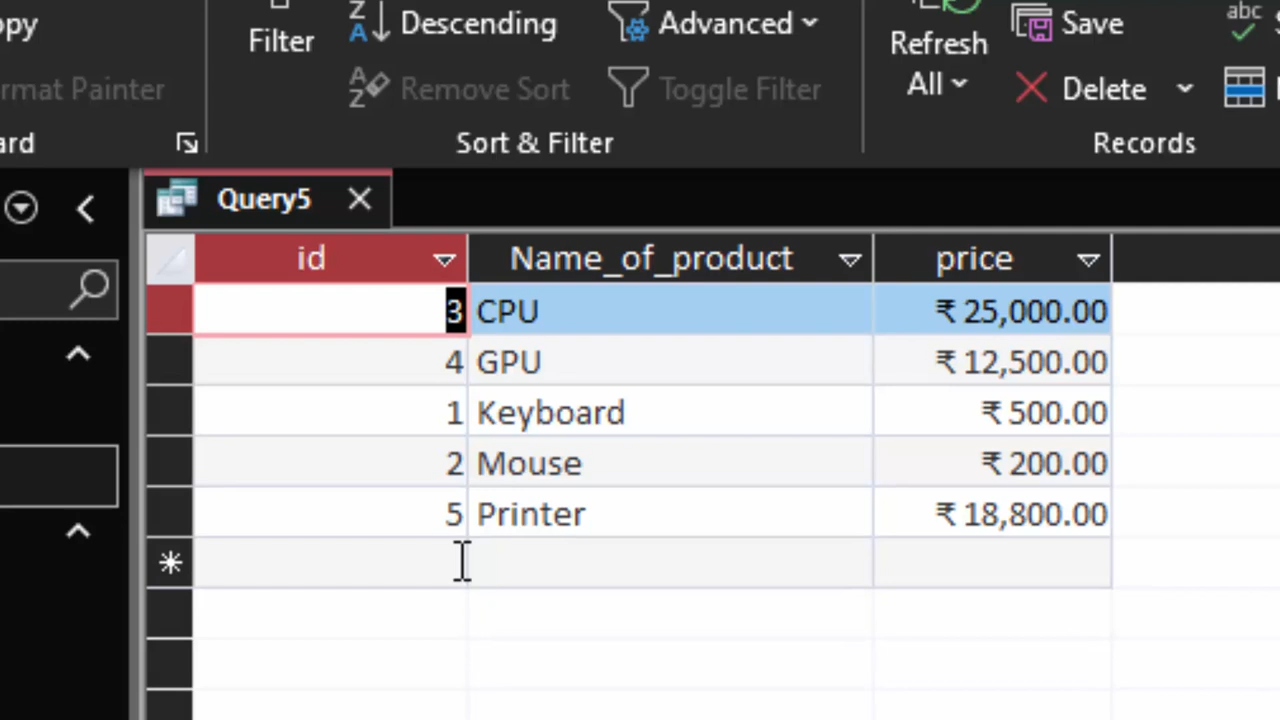 opy
Filter
Descending
Advanced
Refresh
All
Save
abc
rmat Painter
Remove Sort
Toggle Filter
Delete
ard
Sort & Filter
Records
Query5
id Name_of_product price
3 CPU ₹ 25,000.00
4 GPU ₹ 12,500.00
1 Keyboard ₹ 500.00
2 Mouse ₹ 200.00
5 Printer ₹ 18,800.00